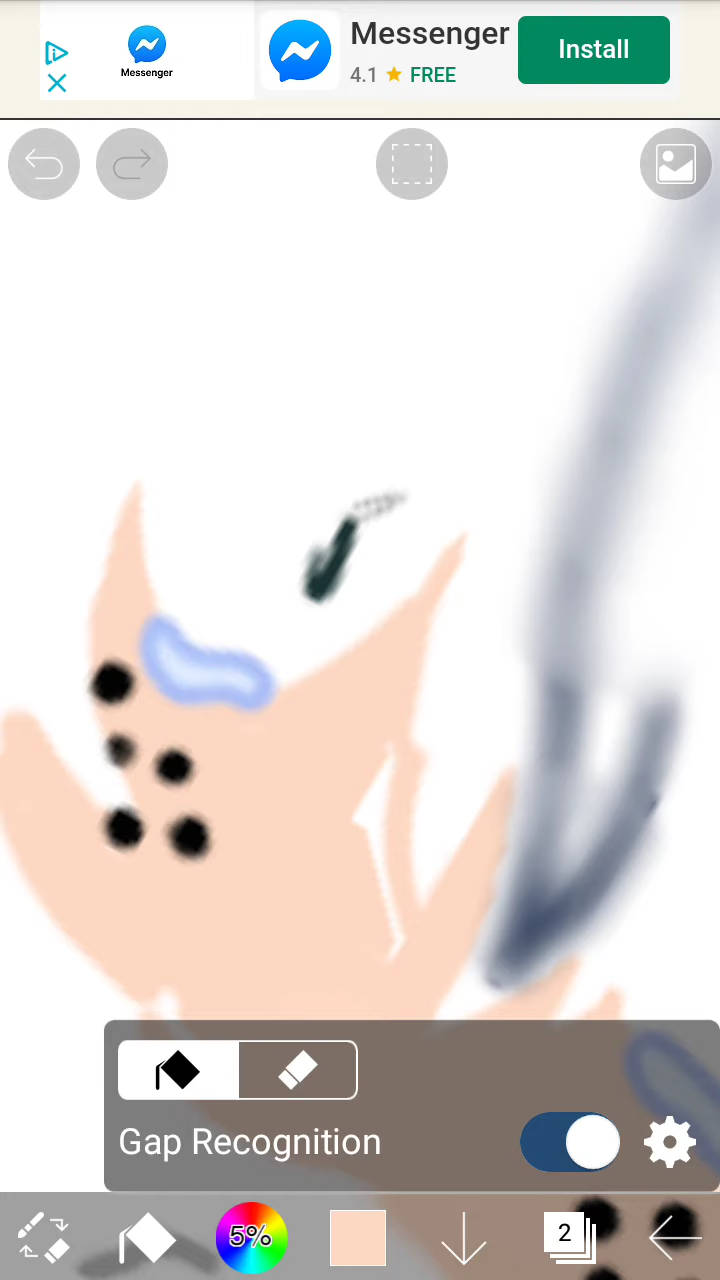 Messenger
Messenger
4.1 ★ FREE
Install
Gap Recognition
5%
2